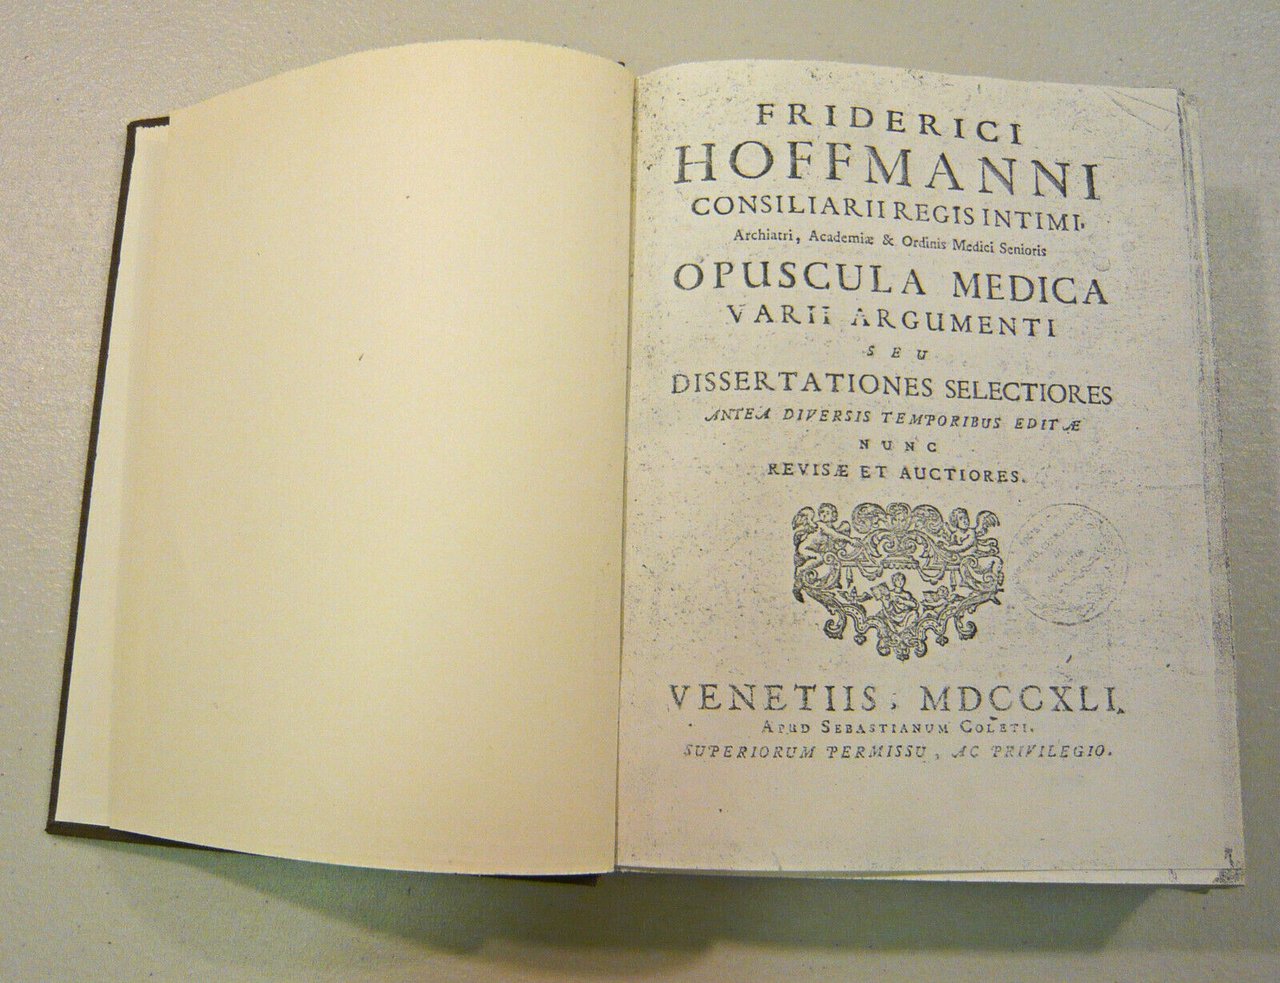 FRIDERICI
HOFFMANNI
CONSILIARII REGIS INTIMI,
Archiatri, Academiæ & Ordinis Medici Senioris
OPUSCULA MEDICA
VARII ARGUMENTI
SEU
DISSERTATIONES SELECTIORES
ANTEA DIVERSIS TEMPORIBUS EDITÆ
NUNC
REVISÆ ET AUCTIORES.
VENETIIS, MDCCXLI.
APUD SEBASTIANUM COLETI.
SUPERIORUM PERMISSU, AC PRIVILEGIO.